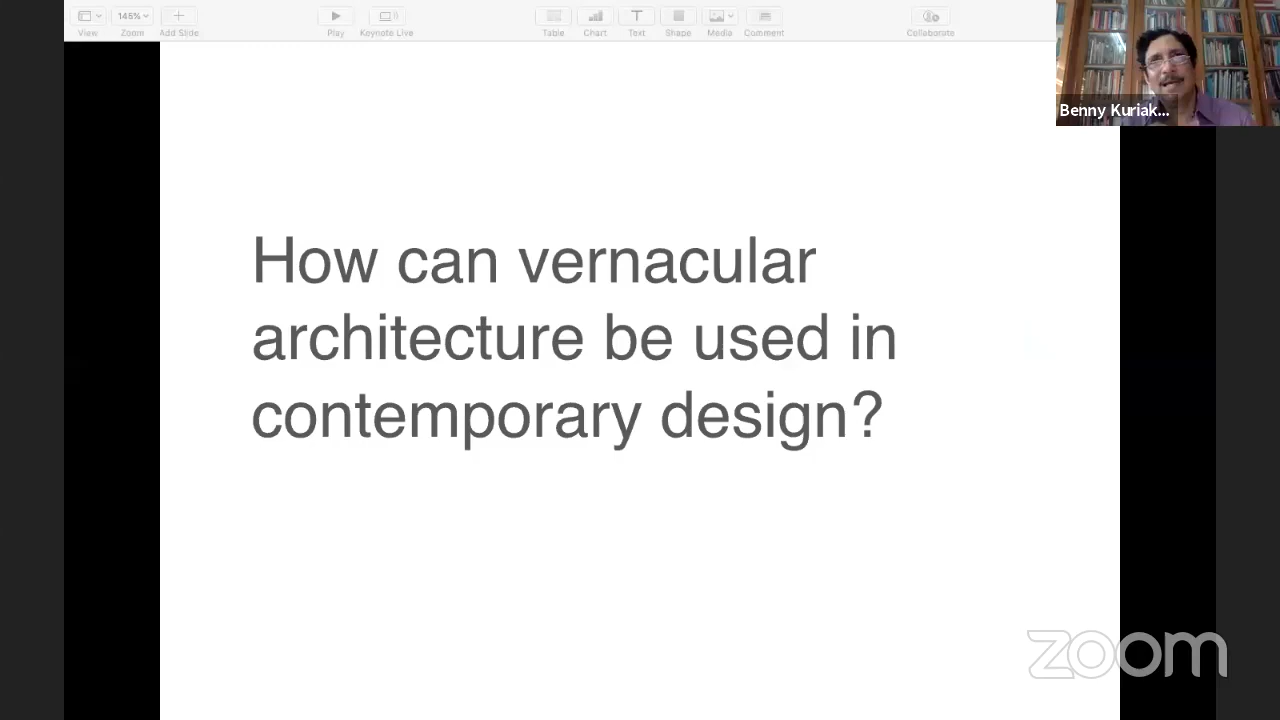 146%
View Zoom Add Slide Play Keynote Live Table Chart Text Shape Media Comment Collaborate
Benny Kuriak...
How can vernacular
architecture be used in
contemporary design?
zoom